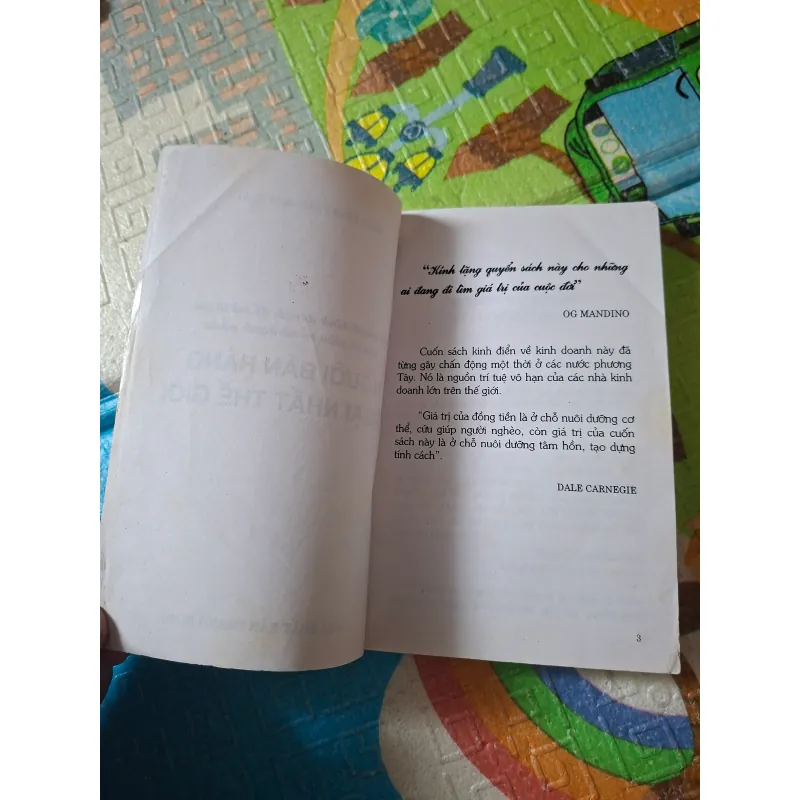 “Kính tặng quyển sách này cho những
ai đang đi tìm giá trị của cuộc đời”
OG MANDINO
Cuốn sách kinh điển về kinh doanh này đã
từng gây chấn động một thời ở các nước phương
Tây. Nó là nguồn trí tuệ vô hạn của các nhà kinh
doanh lớn trên thế giới.
"Giá trị của đồng tiền là ở chỗ nuôi dưỡng cơ
thể, cứu giúp người nghèo, còn giá trị của cuốn
sách này là ở chỗ nuôi dưỡng tâm hồn, tạo dựng
tính cách".
DALE CARNEGIE
3